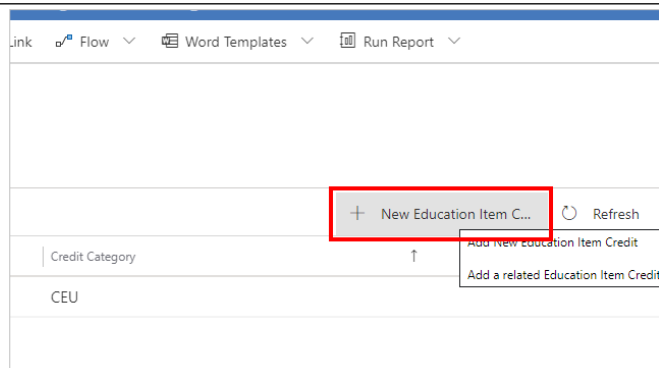 Link Flow Word Templates Run Report
+ New Education Item C... Refresh
Add New Education Item Credit
Credit Category ↑
Add a related Education Item Credit
CEU